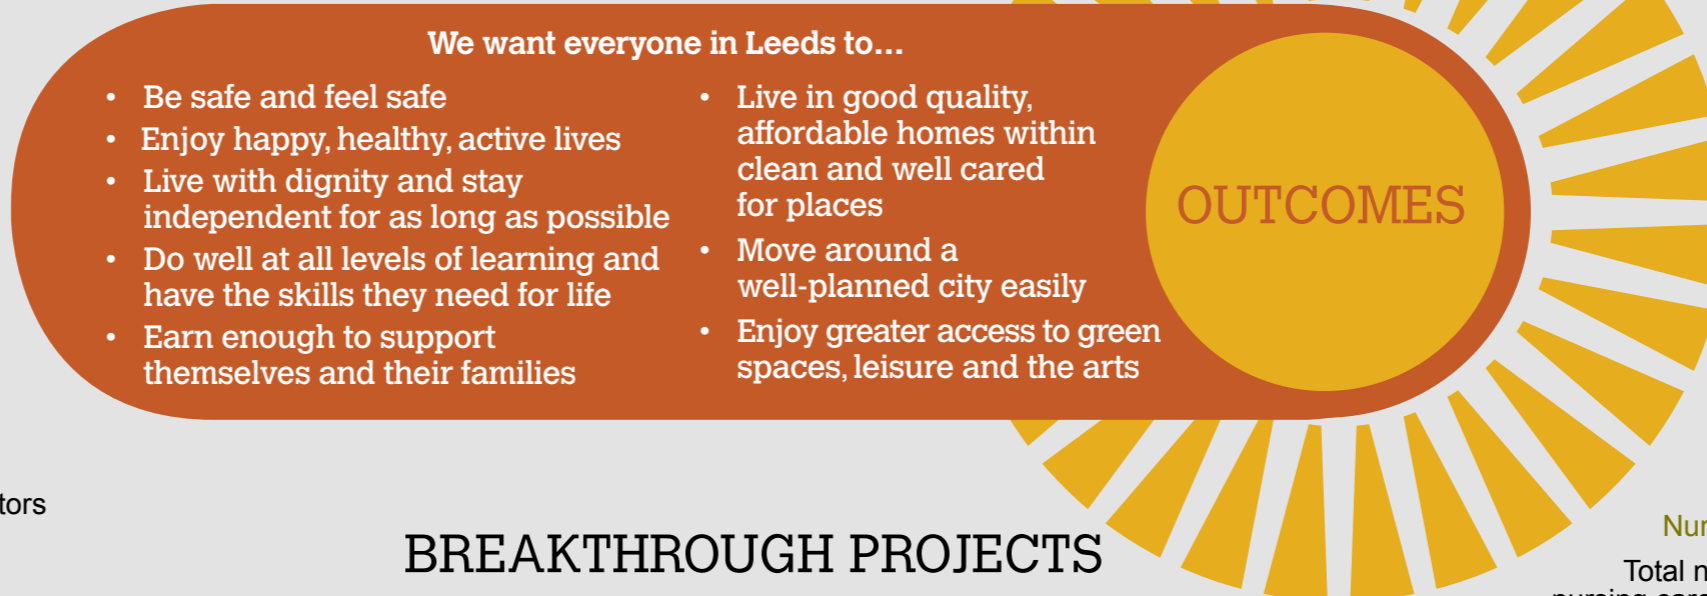 We want everyone in Leeds to...
• Be safe and feel safe
• Enjoy happy, healthy, active lives
• Live with dignity and stay
independent for as long as possible
• Do well at all levels of learning and
have the skills they need for life
• Earn enough to support
themselves and their families
• Live in good quality,
affordable homes within
clean and well cared
for places
• Move around a
well-planned city easily
• Enjoy greater access to green
spaces, leisure and the arts
OUTCOMES
tors
BREAKTHROUGH PROJECTS
Nur
Total n
nursing care